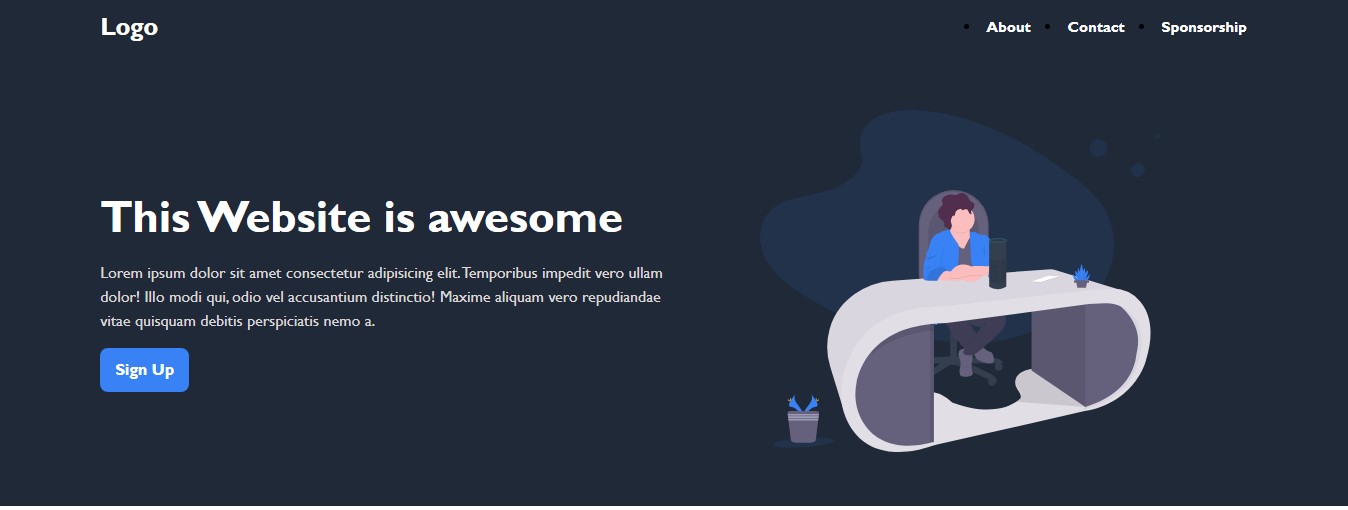 Logo
About
Contact
Sponsorship
This Website is awesome
Lorem ipsum dolor sit amet consectetur adipisicing elit. Temporibus impedit vero ullam
dolor! Illo modi qui, odio vel accusantium distinctio! Maxime aliquam vero repudiandae
vitae quisquam debitis perspiciatis nemo a.
Sign Up